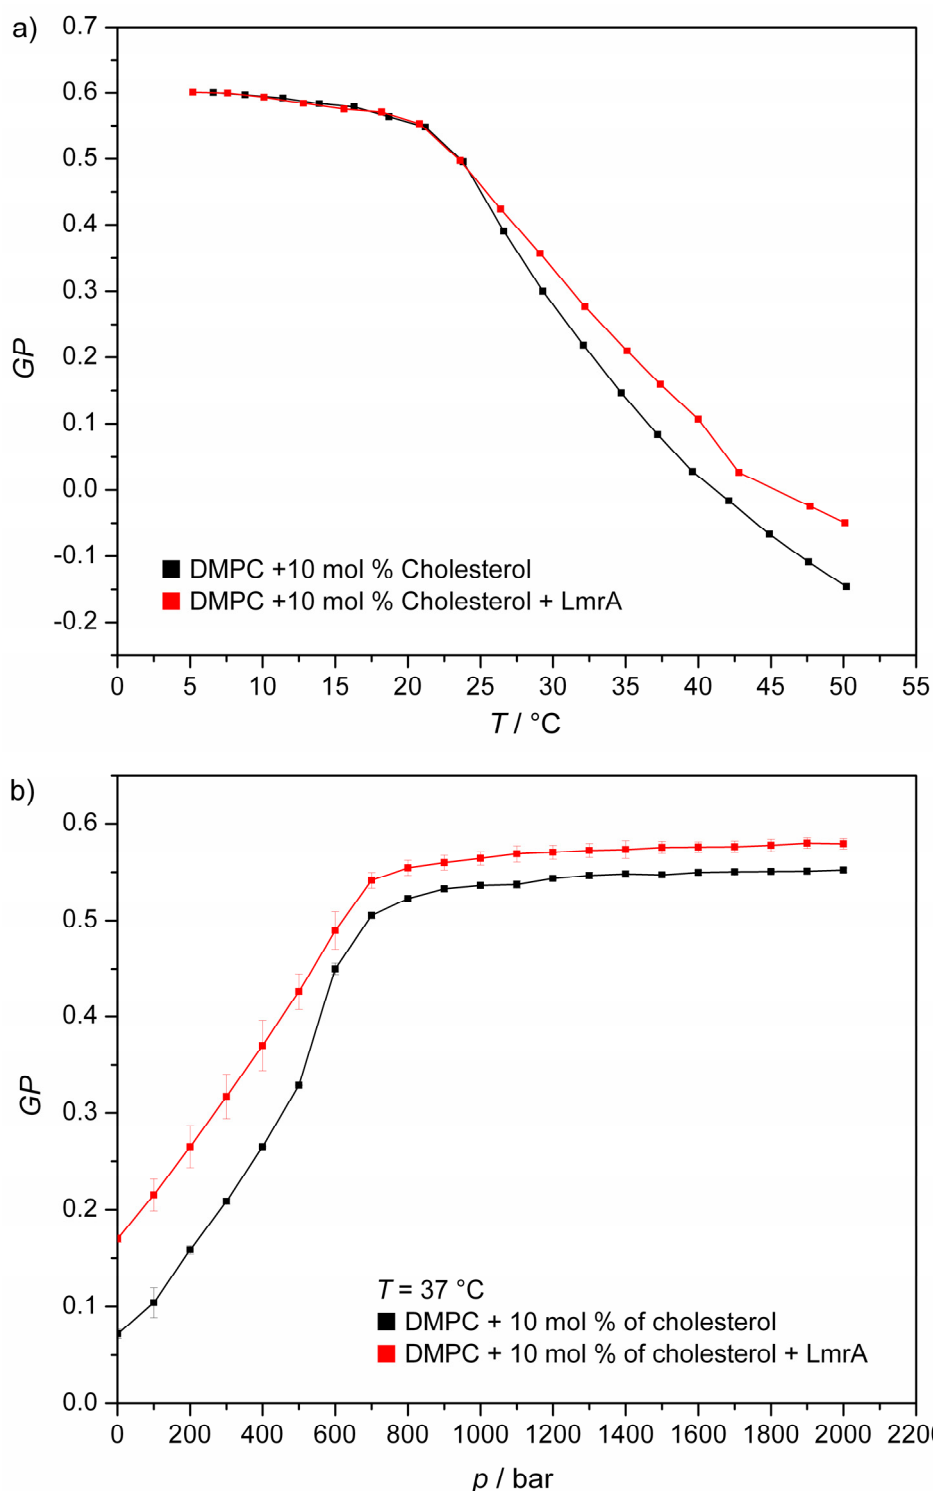 a)
0.7
0.6
0.5
0.4
0.3
0.2
0.1
0.0
-0.1
-0.2
GP
DMPC +10 mol % Cholesterol
DMPC +10 mol % Cholesterol + LmrA
0 5 10 15 20 25 30 35 40 45 50 55
T / °C
b)
0.6
0.5
0.4
0.3
0.2
0.1
0.0
GP
T = 37 °C
DMPC + 10 mol % of cholesterol
DMPC + 10 mol % of cholesterol + LmrA
0 200 400 600 800 1000 1200 1400 1600 1800 2000 220
p / bar